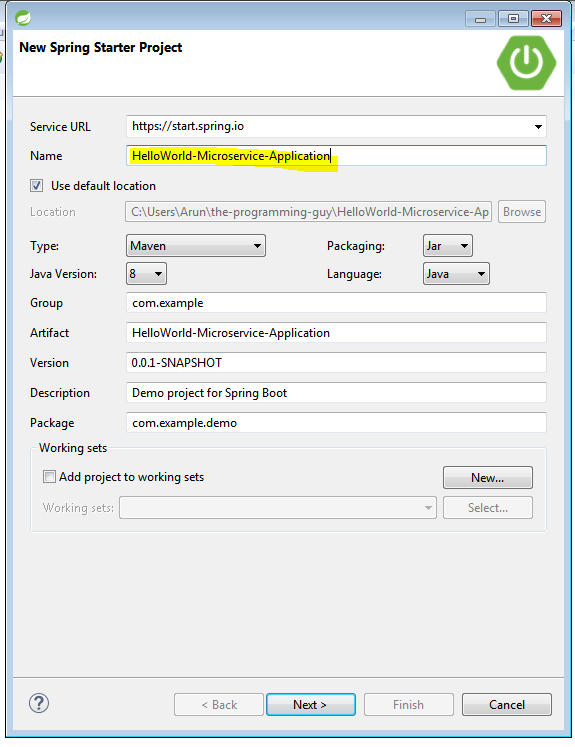 New Spring Starter Project
Service URL https://start.spring.io
Name HelloWorld-Microservice-Application
Use default location
Location C:\Users\Arun\the-programming-guy\HelloWorld-Microservice-Ap Browse
Type: Maven Packaging: Jar
Java Version: 8 Language: Java
Group com.example
Artifact HelloWorld-Microservice-Application
Version 0.0.1-SNAPSHOT
Description Demo project for Spring Boot
Package com.example.demo
Working sets
Add project to working sets New...
Working sets: Select...
? < Back Next > Finish Cancel